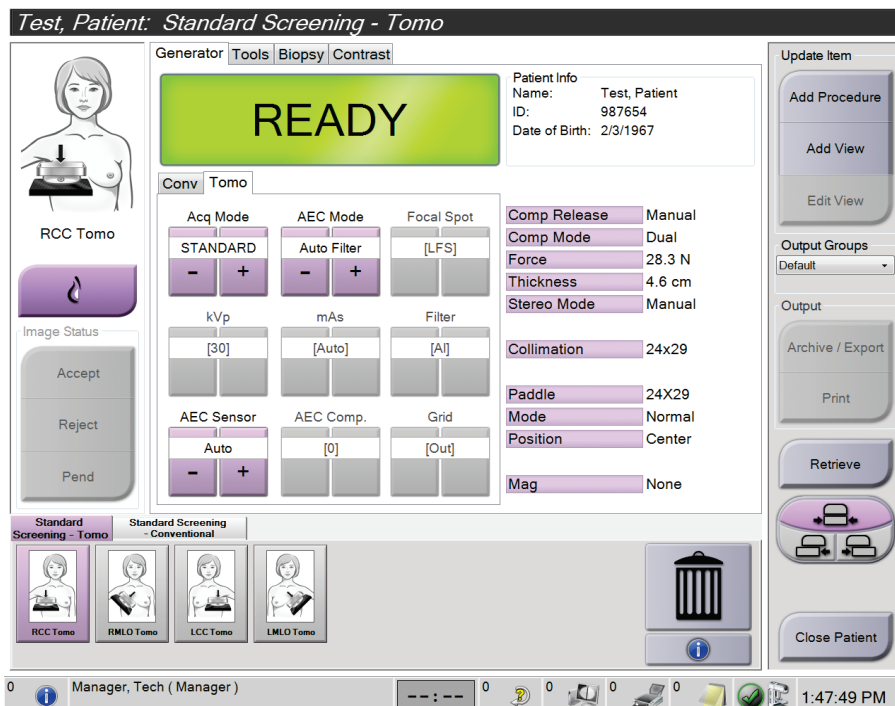 Test, Patient: Standard Screening - Tomo
Generator Tools Biopsy Contrast
READY
Patient Info
Name: Test, Patient
ID: 987654
Date of Birth: 2/3/1967
RCC Tomo
Image Status
Accept
Reject
Pend
Conv Tomo
Acq Mode AEC Mode Focal Spot
STANDARD Auto Filter [LFS]
- + - +
kVp mAs Filter
[30] [Auto] [Al]
AEC Sensor AEC Comp. Grid
Auto [0] [Out]
- +
Comp Release Manual
Comp Mode Dual
Force 28.3 N
Thickness 4.6 cm
Stereo Mode Manual
Collimation 24x29
Paddle 24X29
Mode Normal
Position Center
Mag None
Update Item
Add Procedure
Add View
Edit View
Output Groups
Default
Output
Archive / Export
Print
Retrieve
Close Patient
Standard
Screening - Tomo
Standard Screening
- Conventional
RCC Tomo RMLO Tomo LCC Tomo LMLO Tomo
0 Manager, Tech ( Manager ) --:-- 0 0 0 0 1:47:49 PM